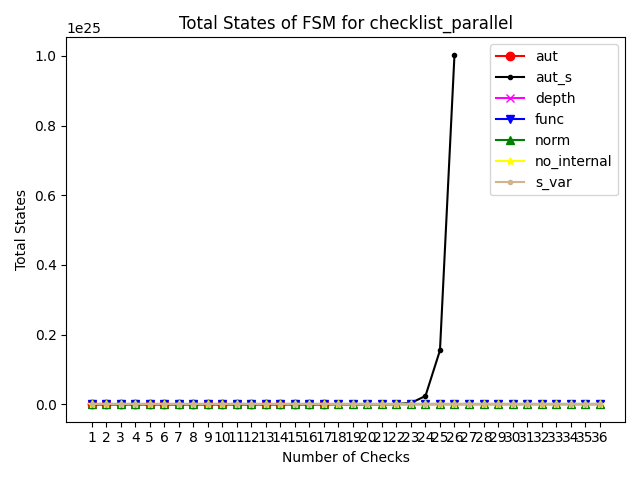 Total States of FSM for checklist_parallel
1e25
1.0
0.8
0.6
0.4
0.2
0.0
Total States
aut
aut_s
depth
func
norm
no_internal
s_var
1 2 3 4 5 6 7 8 9 10 11 12 13 14 15 16 17 18 19 20 21 22 23 24 25 26 27 28 29 30 31 32 33 34 35 36
Number of Checks